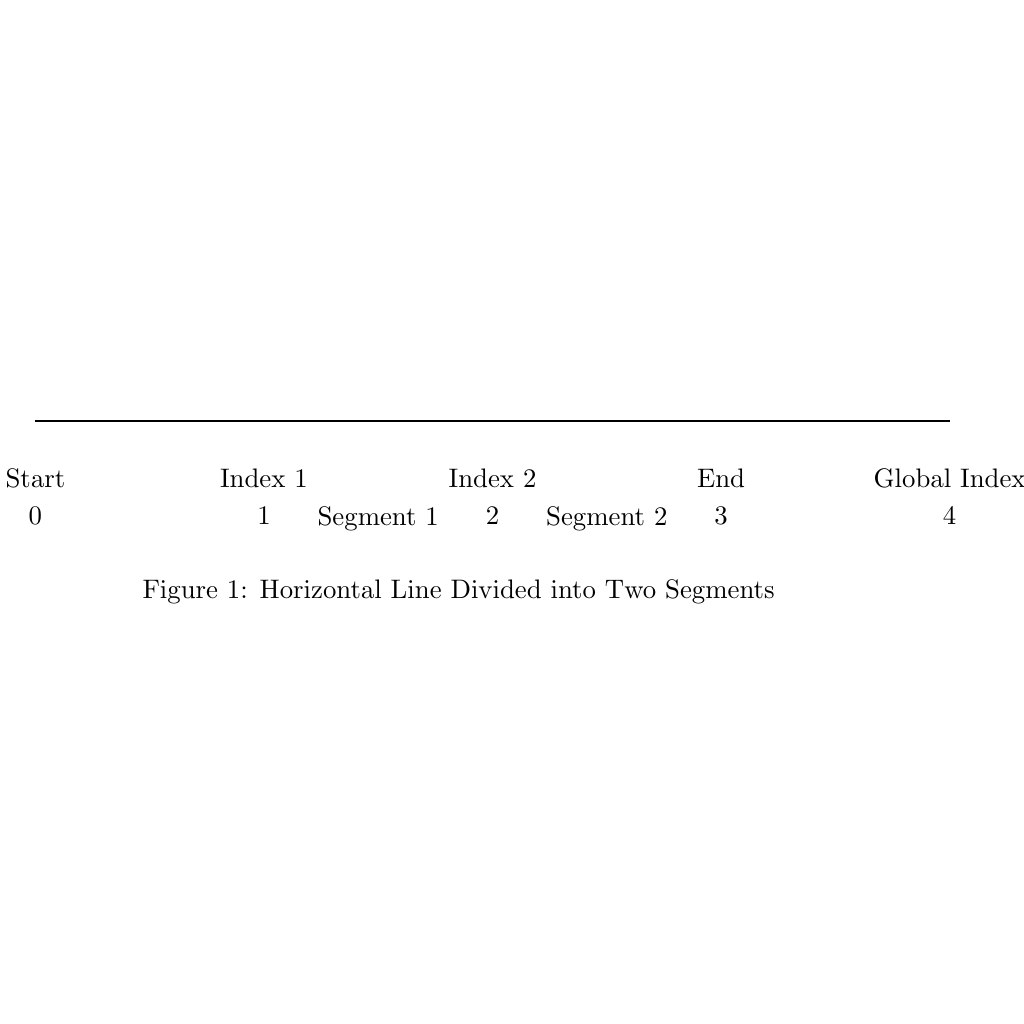 Start Index 1 Index 2 End Global Index
0 1 Segment 1 2 Segment 2 3 4
Figure 1: Horizontal Line Divided into Two Segments